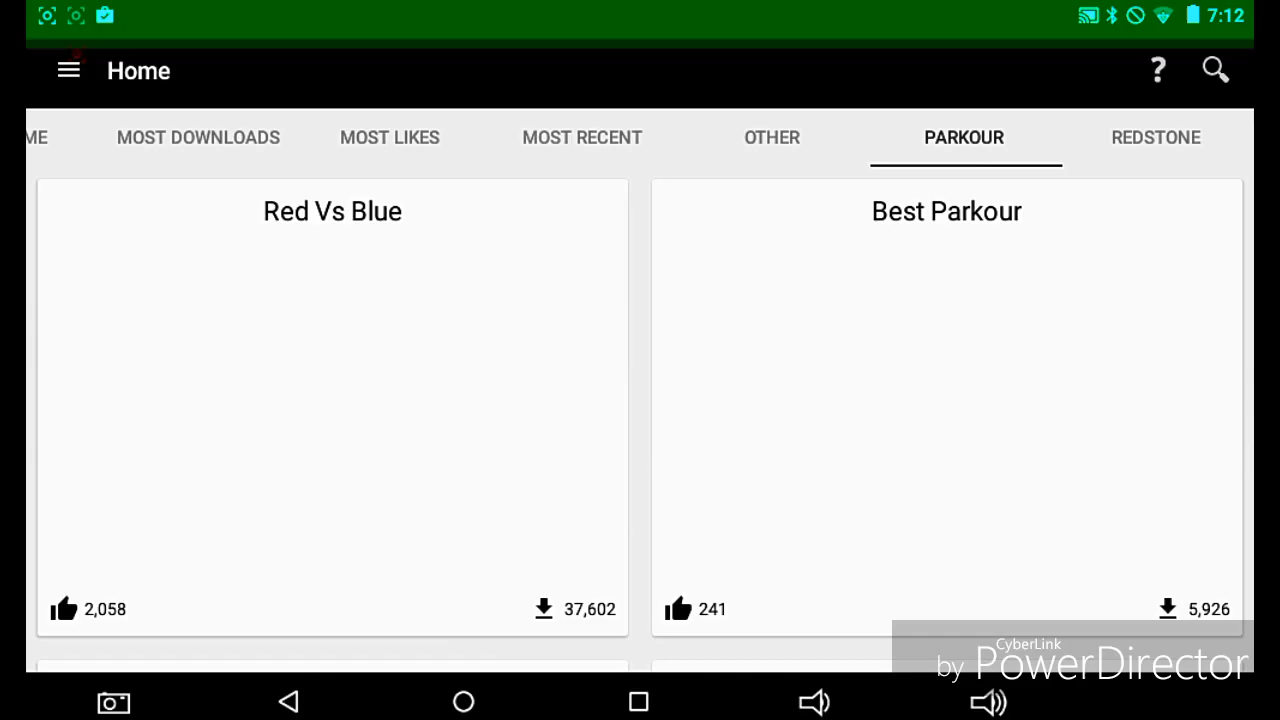 7:12
Home
ME MOST DOWNLOADS MOST LIKES MOST RECENT OTHER PARKOUR REDSTONE
Red Vs Blue
Best Parkour
2,058 37,602
241 5,926
CyberLink
by PowerDirector